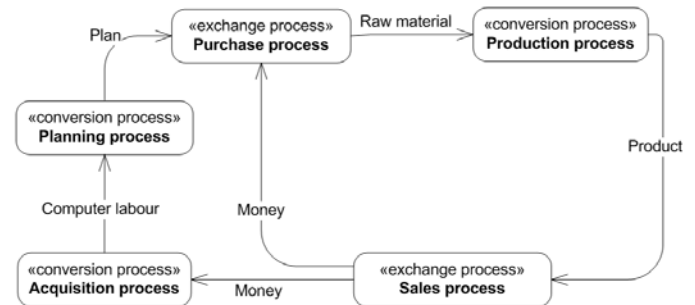 «exchange process»
Purchase process
Raw material
«conversion process»
Production process
Plan
«conversion process»
Planning process
Product
Computer labour
Money
«conversion process»
Acquisition process
Money
«exchange process»
Sales process